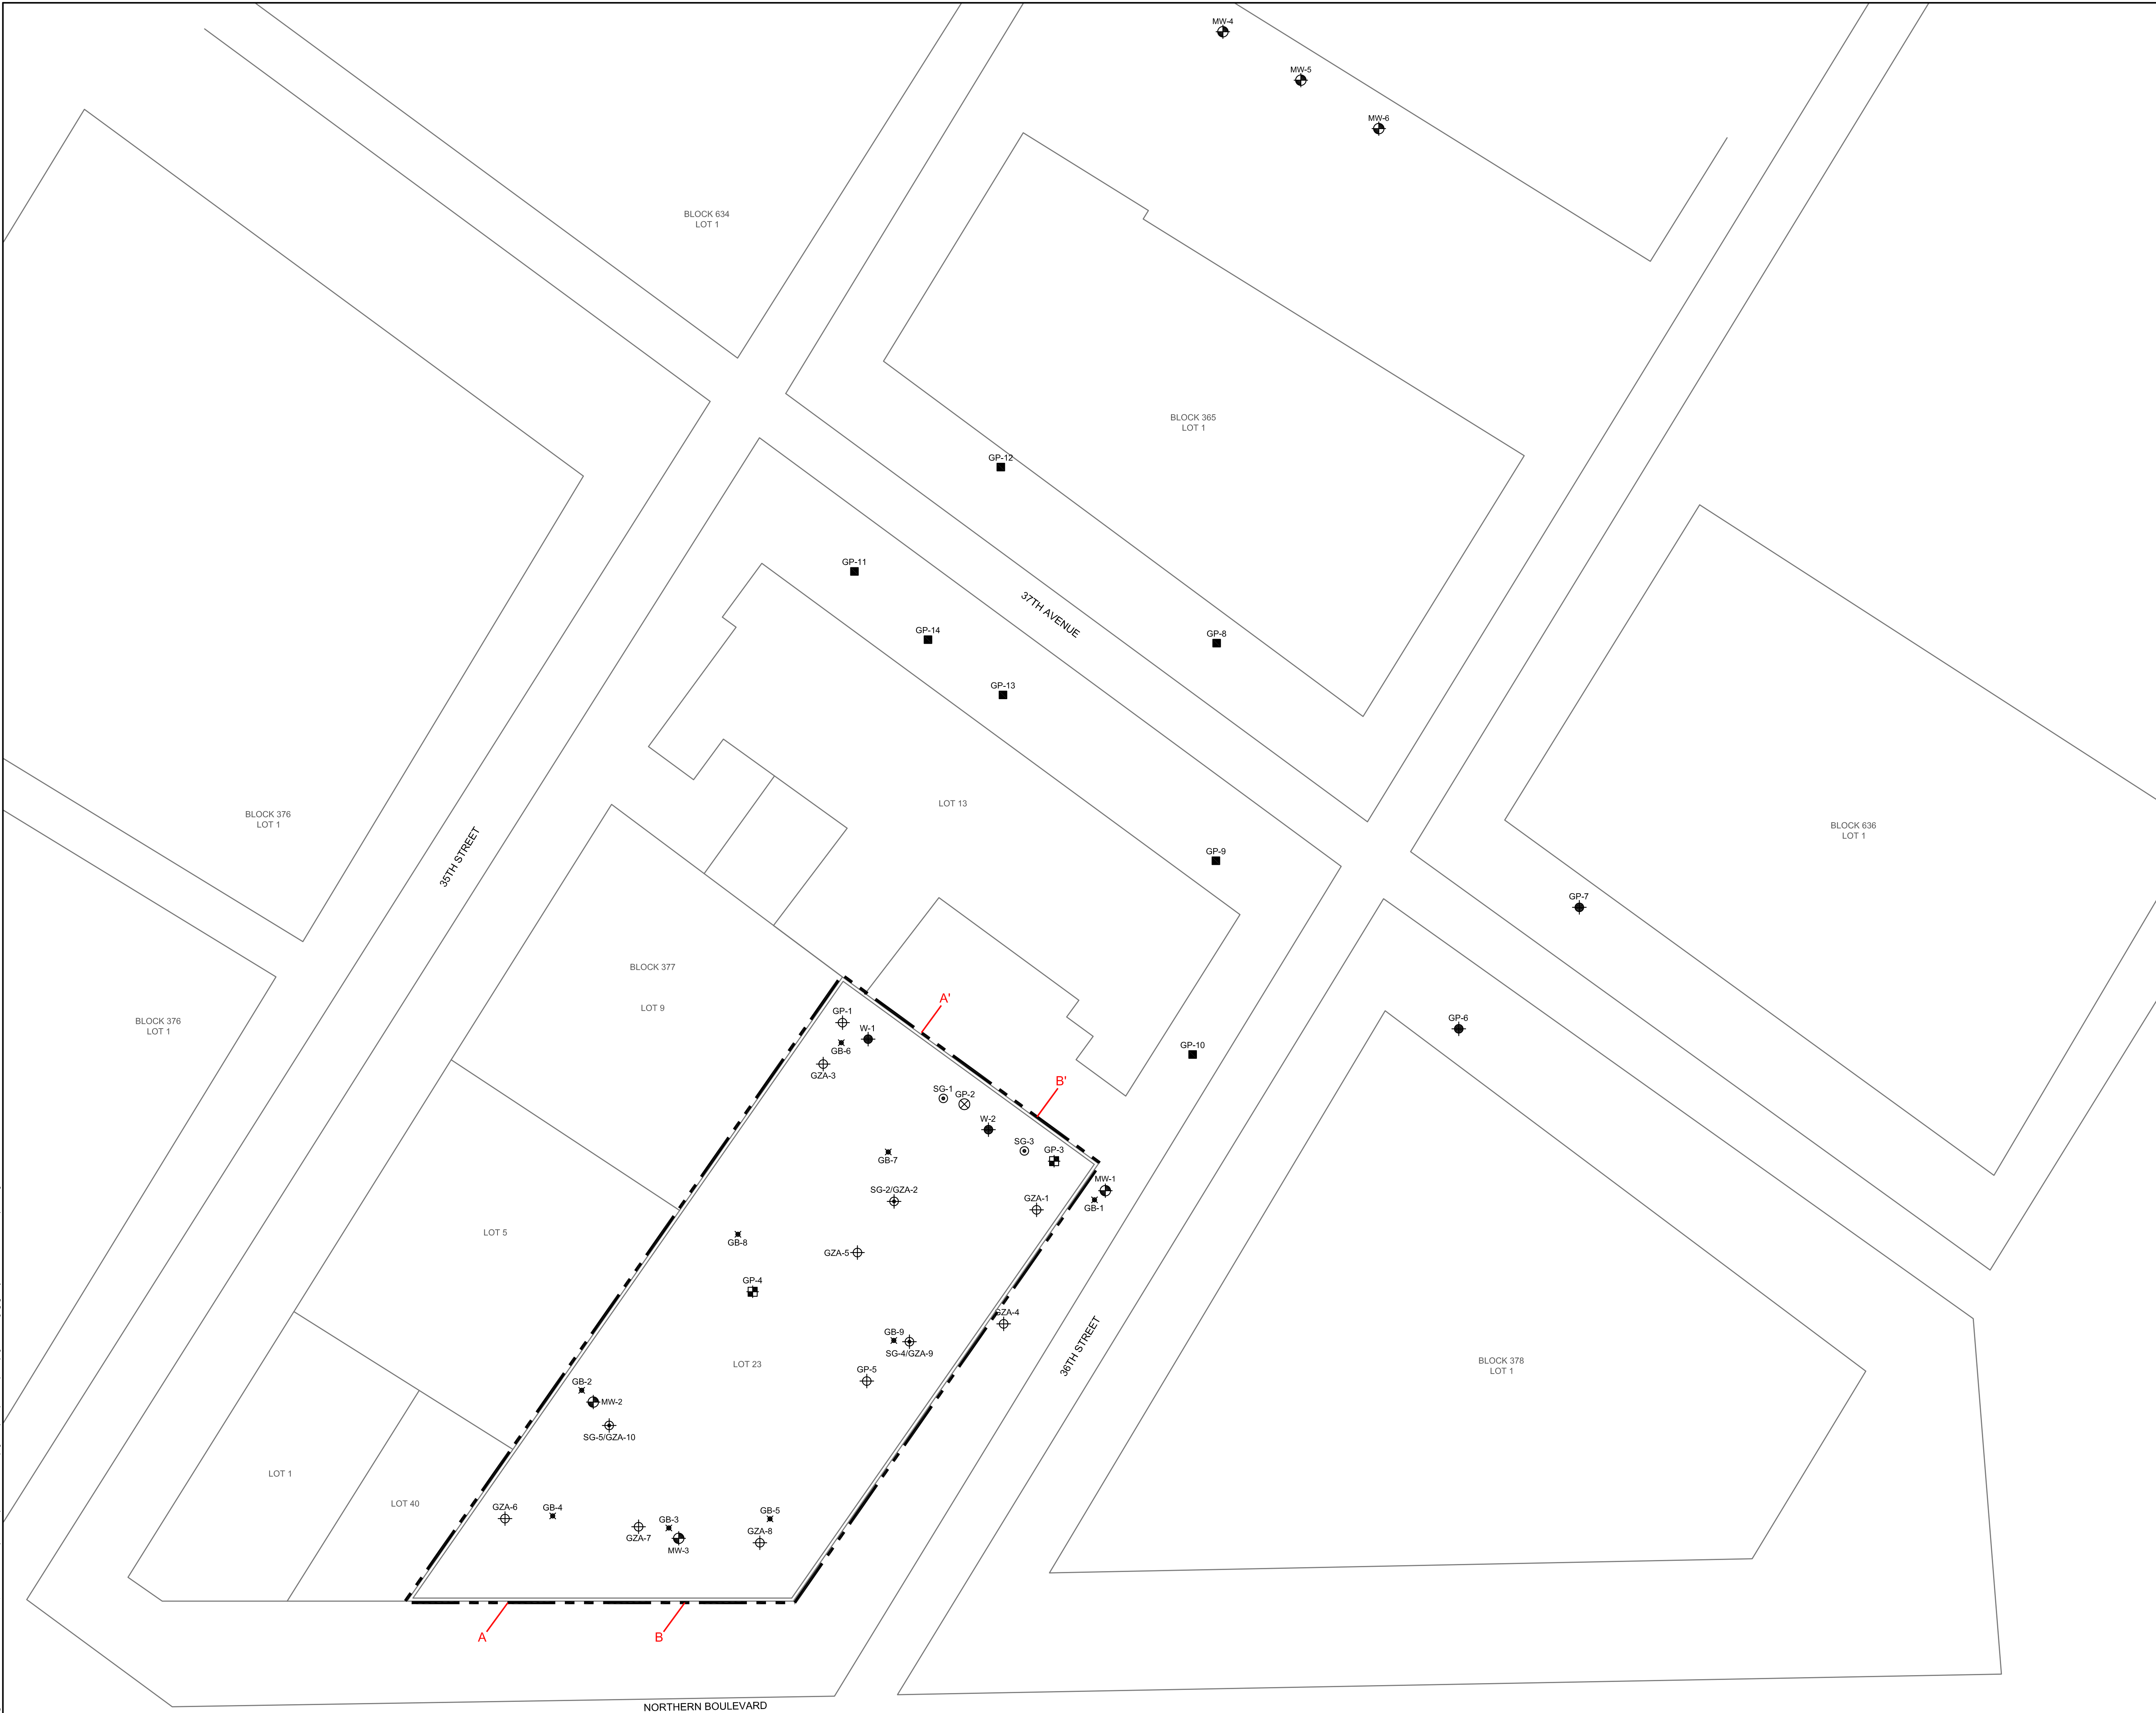 MW-4
MW-5
MW-6
BLOCK 634
LOT 1
BLOCK 365
LOT 1
GP-12
GP-11
37TH AVENUE
GP-14
GP-8
GP-13
LOT 13
BLOCK 376
LOT 1
BLOCK 636
LOT 1
35TH STREET
GP-9
GP-7
BLOCK 377
LOT 9
A'
GP-1
W-1
GB-6
GZA-3
BLOCK 376
LOT 1
GP-6
GP-10
B'
SG-1
GP-2
W-2
SG-3
GP-3
GB-7
MW-1
SG-2/GZA-2
GZA-1
GB-1
LOT 5
GB-8
GZA-5
GP-4
GZA-4
GB-9
SG-4/GZA-9
36TH STREET
LOT 23
BLOCK 378
LOT 1
GP-5
GB-2
MW-2
SG-5/GZA-10
LOT 1
LOT 40
GZA-6
GB-4
GZA-7
GB-3
MW-3
GB-5
GZA-8
A
B
NORTHERN BOULEVARD